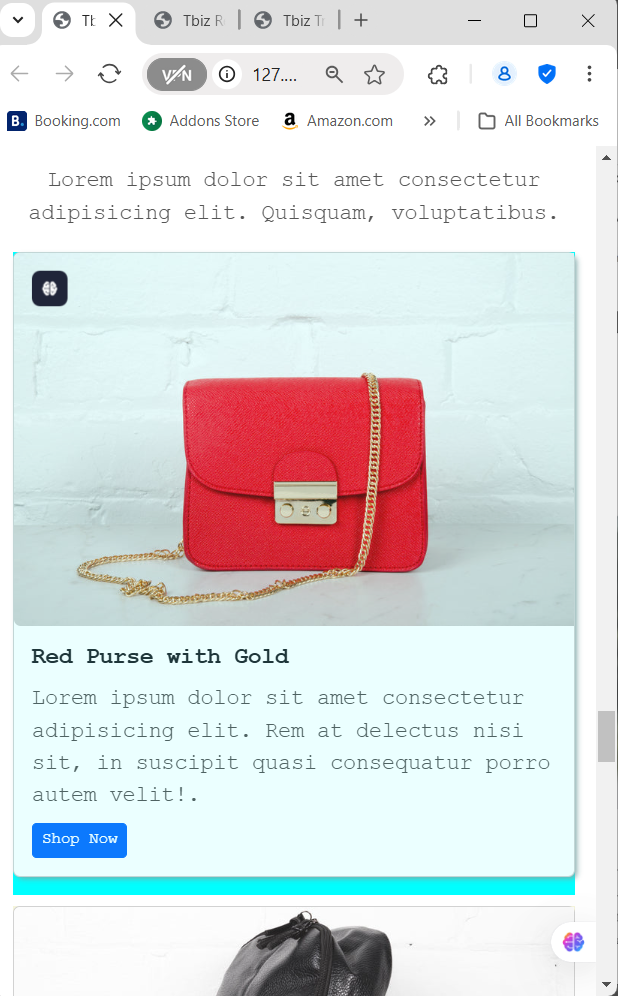 Tbiz R
Tbiz Tr
VPN
127....
B.
Booking.com
Addons Store
a
Amazon.com
All Bookmarks
Lorem ipsum dolor sit amet consectetur
adipisicing elit. Quisquam, voluptatibus.
Red Purse with Gold
Lorem ipsum dolor sit amet consectetur
adipisicing elit. Rem at delectus nisi
sit, in suscipit quasi consequatur porro
autem velit!.
Shop Now